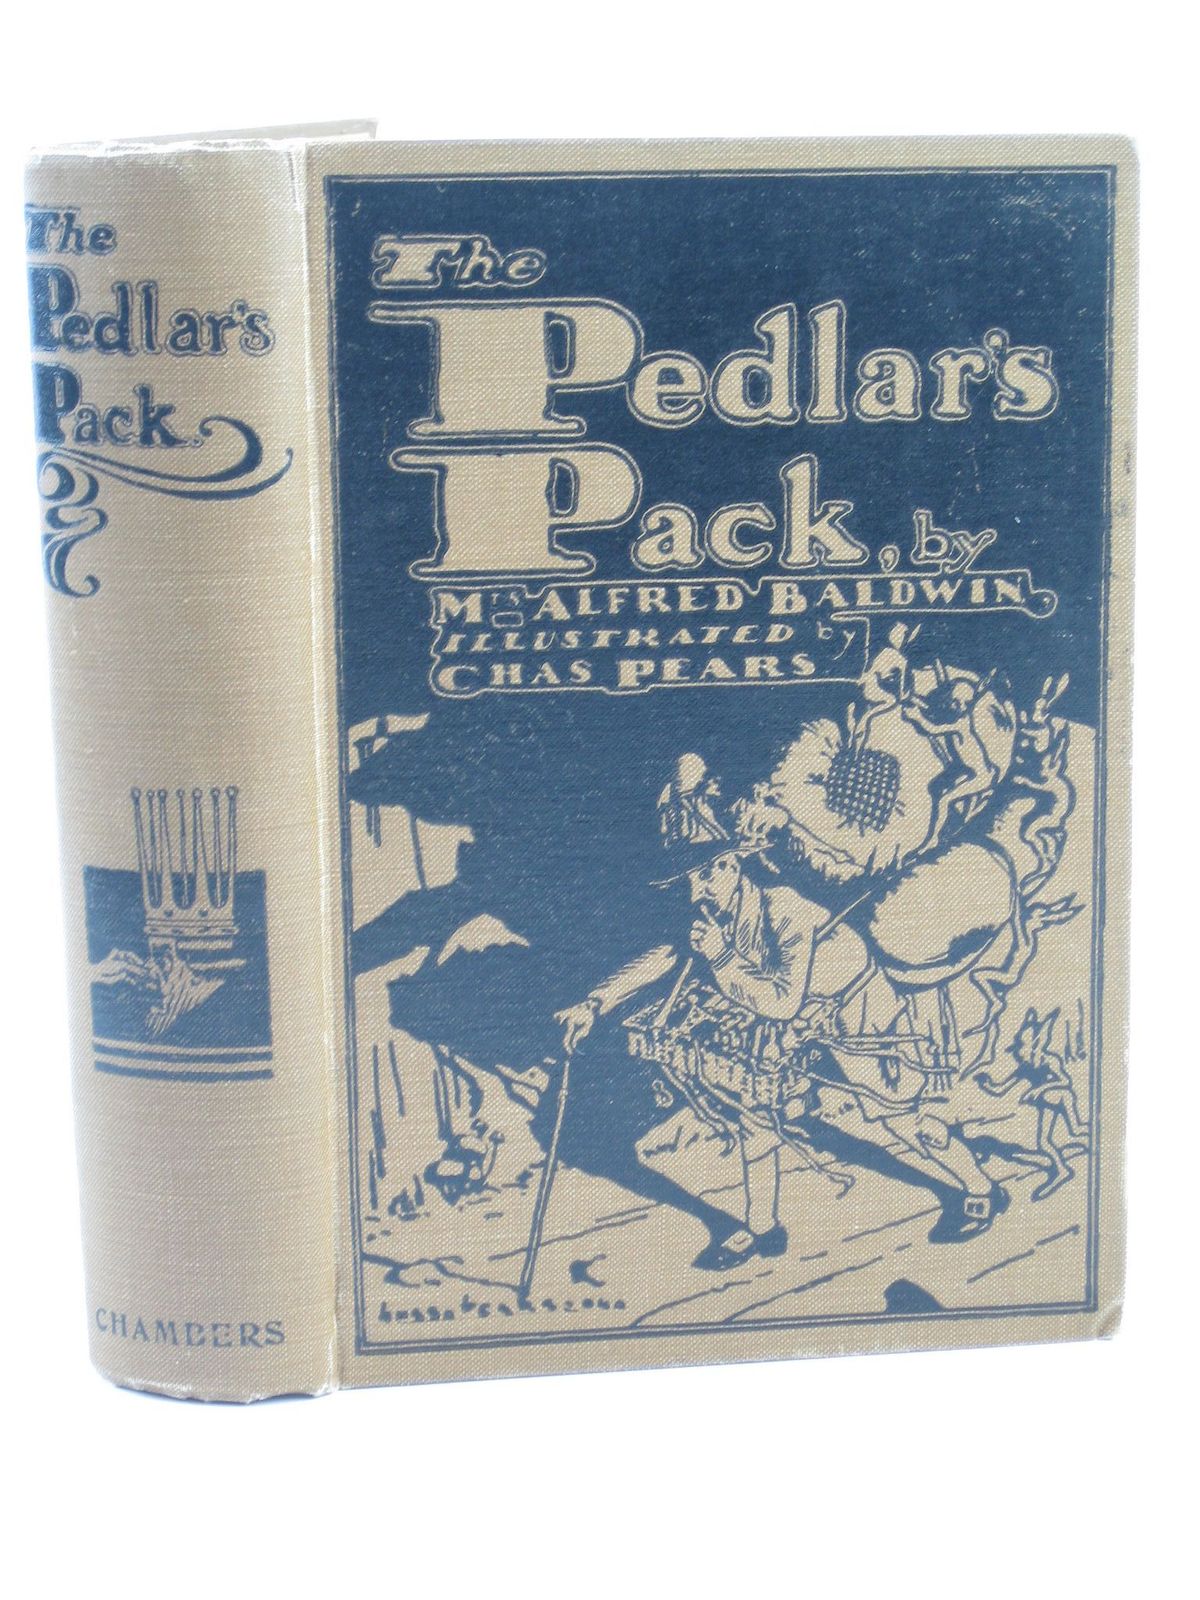 The
Pedlar's
Pack.
CHAMBERS
The
Pedlar's
Pack, by
Mrs ALFRED BALDWIN,
ILLUSTRATED by
CHAS PEARS